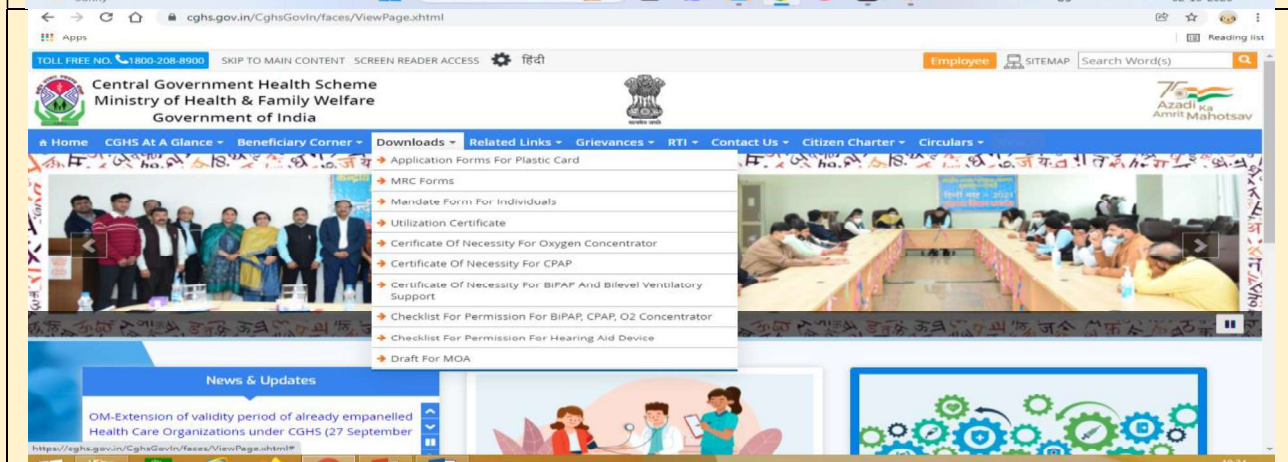 cghs.gov.in/CghsGovIn/faces/ViewPage.xhtml
Apps
Reading list
TOLL FREE NO. 1800-208-8900 SKIP TO MAIN CONTENT SCREEN READER ACCESS हिंदी
Employee SITEMAP Search Word(s)
Central Government Health Scheme
Ministry of Health & Family Welfare
Government of India
Azadi Ka
Amrit Mahotsav
Home CGHS At A Glance Beneficiary Corner Downloads Related Links Grievances RTI Contact Us Citizen Charter Circulars
Application Forms For Plastic Card
MRC Forms
Mandate Form For Individuals
Utilization Certificate
Cerificate Of Necessity For Oxygen Concentrator
Certificate Of Necessity For CPAP
Certificate Of Necessity For BiPAP And Bilevel Ventilatory
Support
Checklist For Permission For BiPAP, CPAP, O2 Concentrator
Checklist For Permission For Hearing Aid Device
Draft For MOA
News & Updates
OM-Extension of validity period of already empanelled
Health Care Organizations under CGHS (27 September
https://cghs.gov.in/CghsGovIn/faces/ViewPage.xhtml#